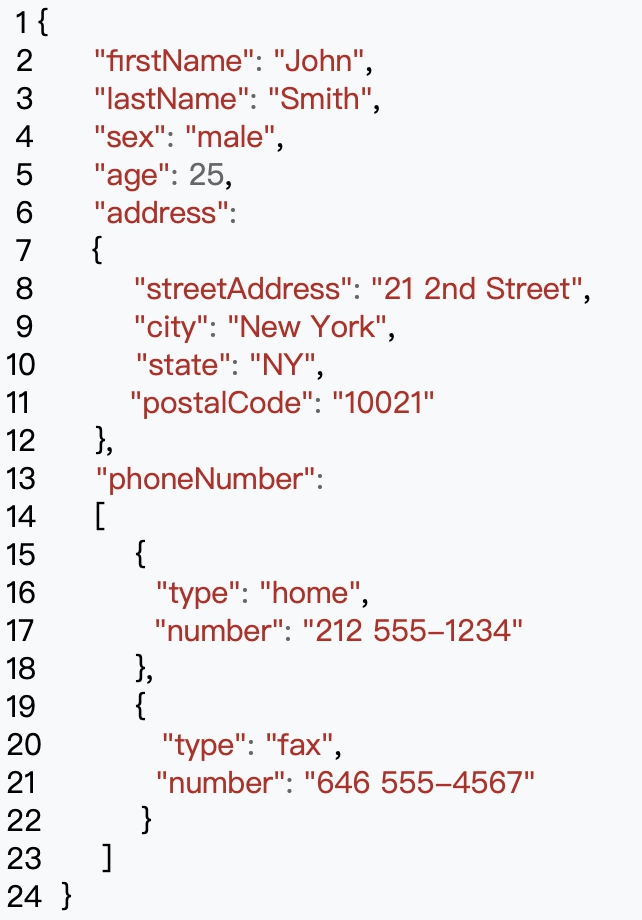 1 {
2 "firstName": "John",
3 "lastName": "Smith",
4 "sex": "male",
5 "age": 25,
6 "address":
7 {
8 "streetAddress": "21 2nd Street",
9 "city": "New York",
10 "state": "NY",
11 "postalCode": "10021"
12 },
13 "phoneNumber":
14 [
15 {
16 "type": "home",
17 "number": "212 555–1234"
18 },
19 {
20 "type": "fax",
21 "number": "646 555–4567"
22 }
23 ]
24 }